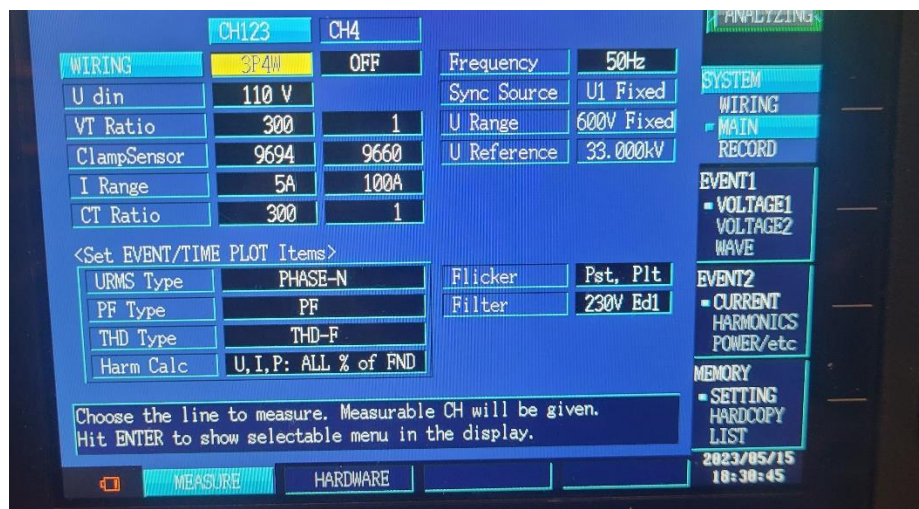 CH123 CH4
WIRING 3P4W OFF
U din 110 V
VT Ratio 300 1
ClampSensor 9694 9660
I Range 5A 100A
CT Ratio 300 1
Frequency 50Hz
Sync Source U1 Fixed
U Range 600V Fixed
U Reference 33.000kV
<Set EVENT/TIME PLOT Items>
URMS Type PHASE-N
PF Type PF
THD Type THD-F
Harm Calc U,I,P: ALL % of FND
Flicker Pst, Plt
Filter 230V Ed1
Choose the line to measure. Measurable CH will be given.
Hit ENTER to show selectable menu in the display.
MEASURE HARDWARE
ANALYZING
SYSTEM
WIRING
MAIN
RECORD
EVENT1
VOLTAGE1
VOLTAGE2
WAVE
EVENT2
CURRENT
HARMONICS
POWER/etc
MEMORY
SETTING
HARDCOPY
LIST
2023/05/15
18:38:45